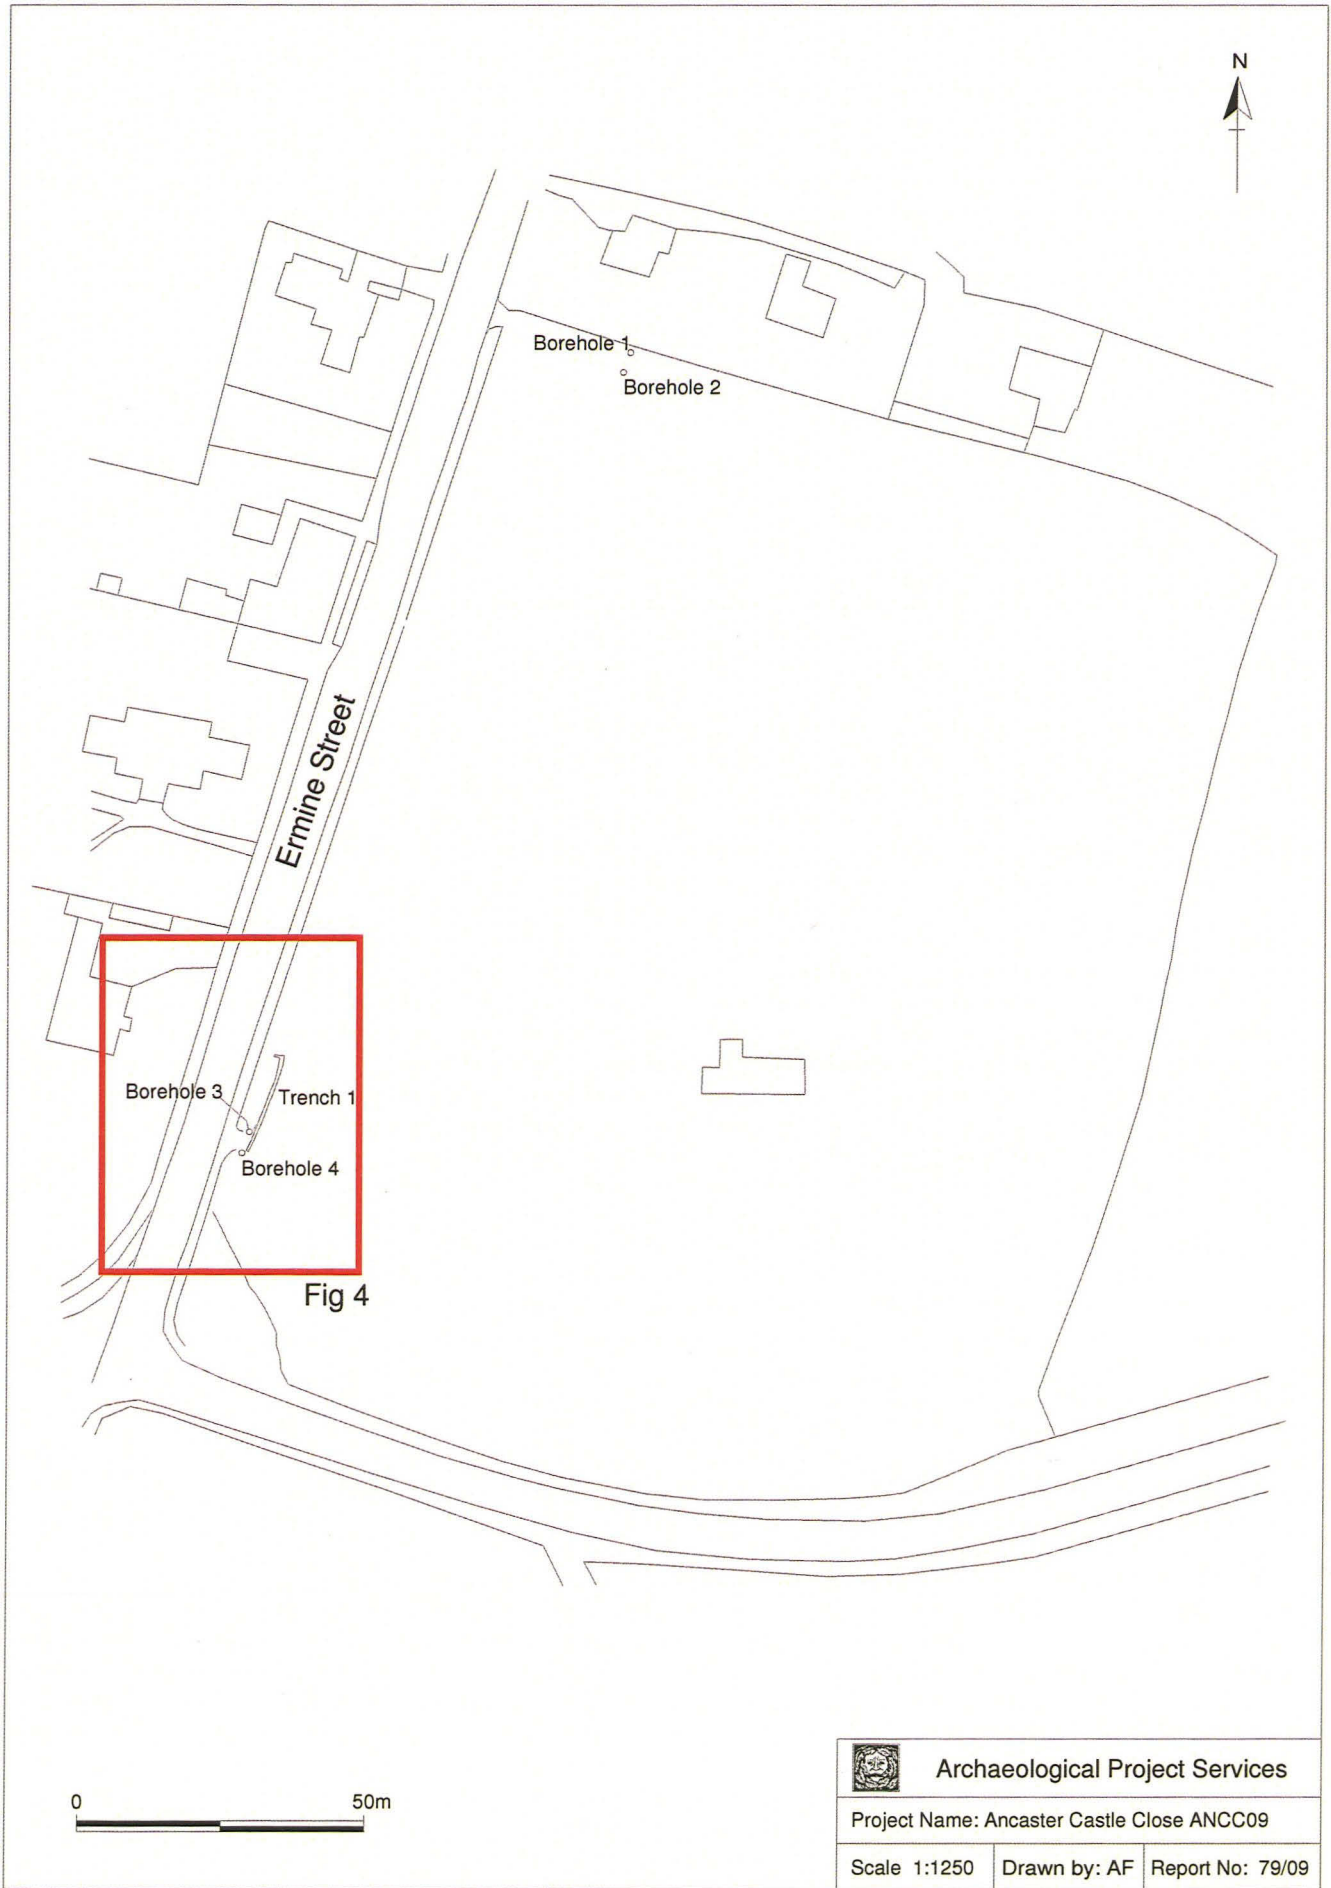 N
Borehole 1
Borehole 2
Ermine Street
Borehole 3
Trench 1
Borehole 4
Fig 4
0 50m
Archaeological Project Services
Project Name: Ancaster Castle Close ANCC09
Scale 1:1250 Drawn by: AF Report No: 79/09